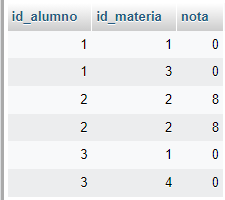 id_alumno id_materia nota
1 1 0
1 3 0
2 2 8
2 2 8
3 1 0
3 4 0